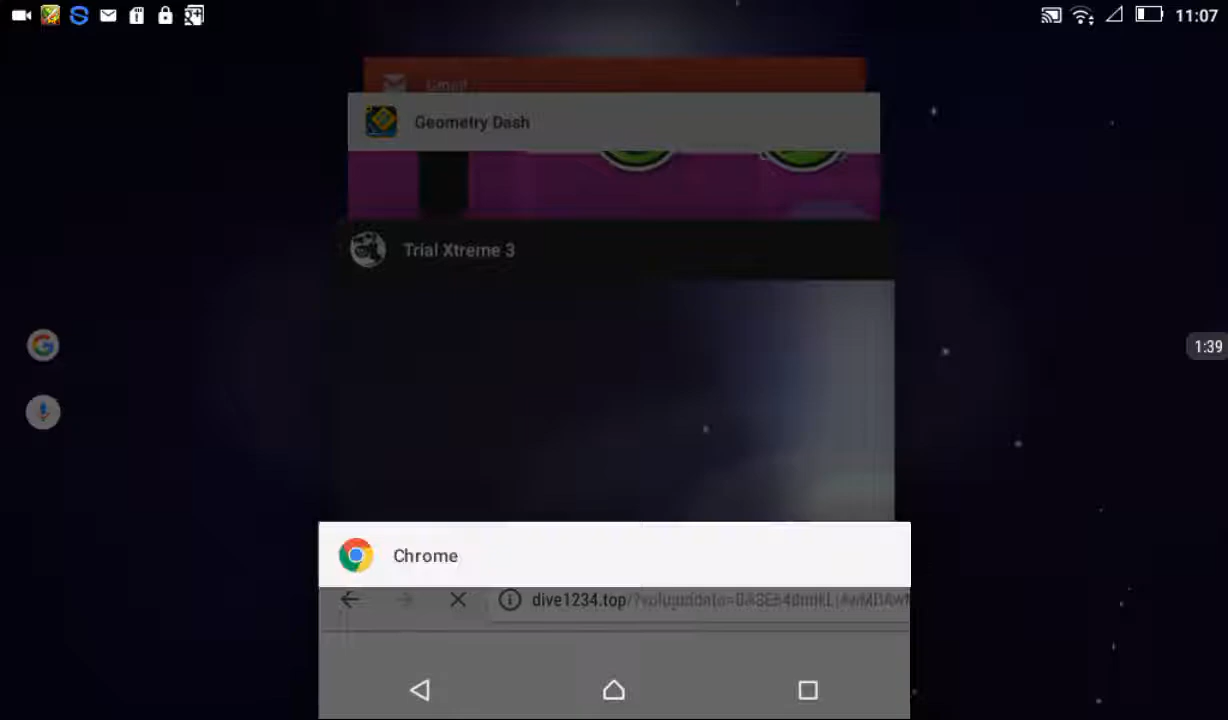 11:07
Gmail
Geometry Dash
Trial Xtreme 3
1:39
Chrome
dive1234.top